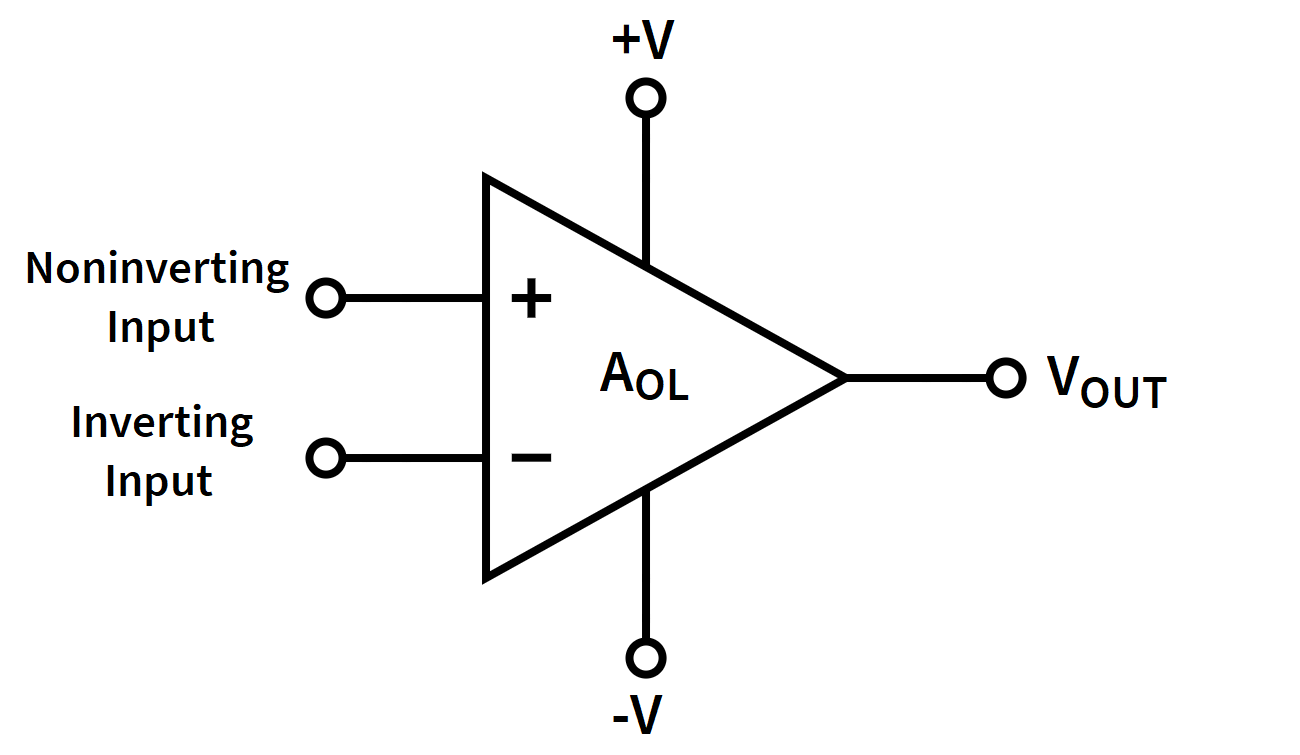 +V
Noninverting
Input
+
AOL
VOUT
Inverting
Input
−
-V